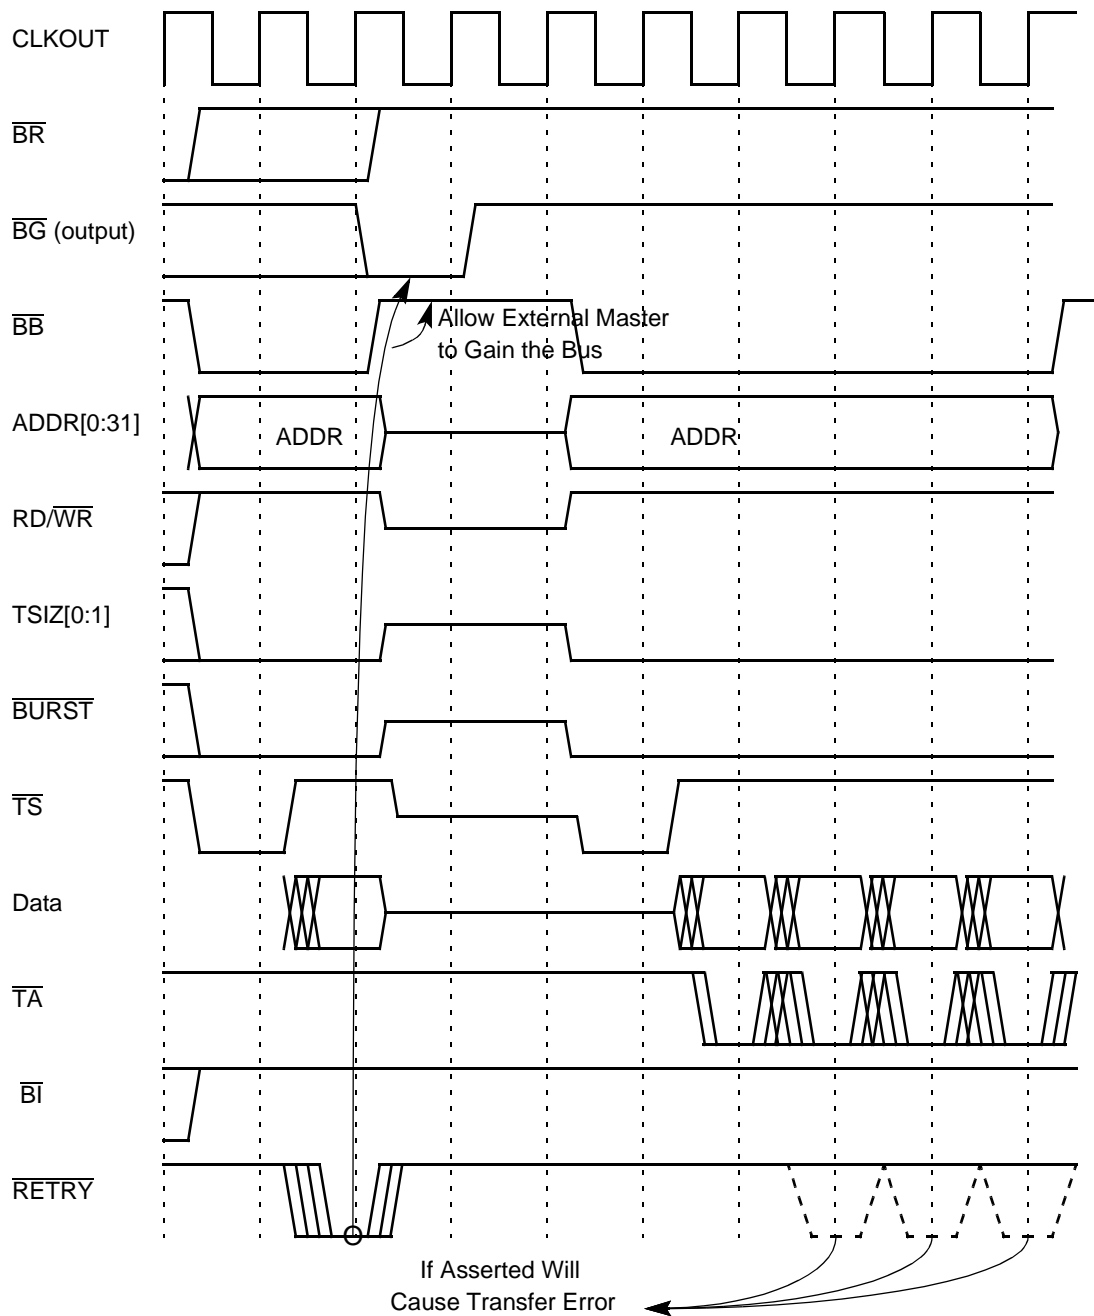 CLKOUT
BR
BG (output)
BB
Allow External Master
to Gain the Bus
ADDR[0:31]
ADDR
ADDR
RD/WR
TSIZ[0:1]
BURST
TS
Data
TA
BI
RETRY
If Asserted Will
Cause Transfer Error